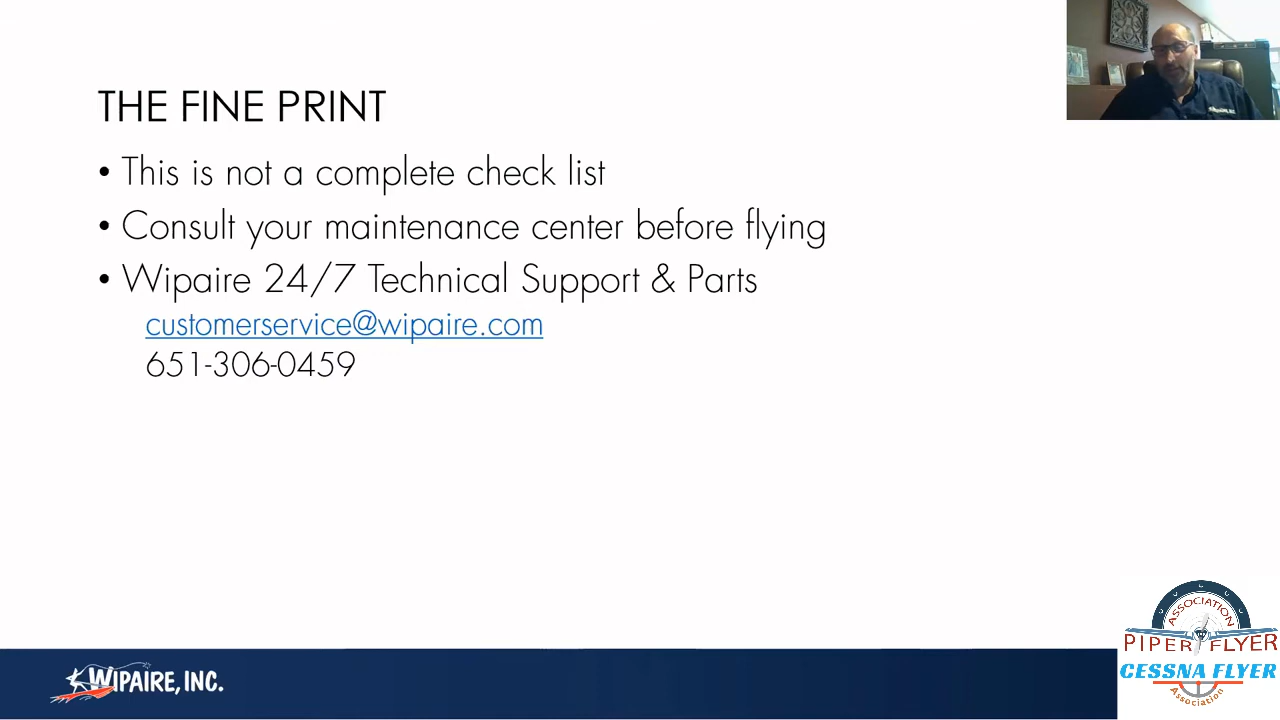 THE FINE PRINT
• This is not a complete check list
• Consult your maintenance center before flying
• Wipaire 24/7 Technical Support & Parts
customerservice@wipaire.com
651-306-0459
WIPAIRE, INC.
ASSOCIATION
PIPER FLYER
CESSNA FLYER
Association